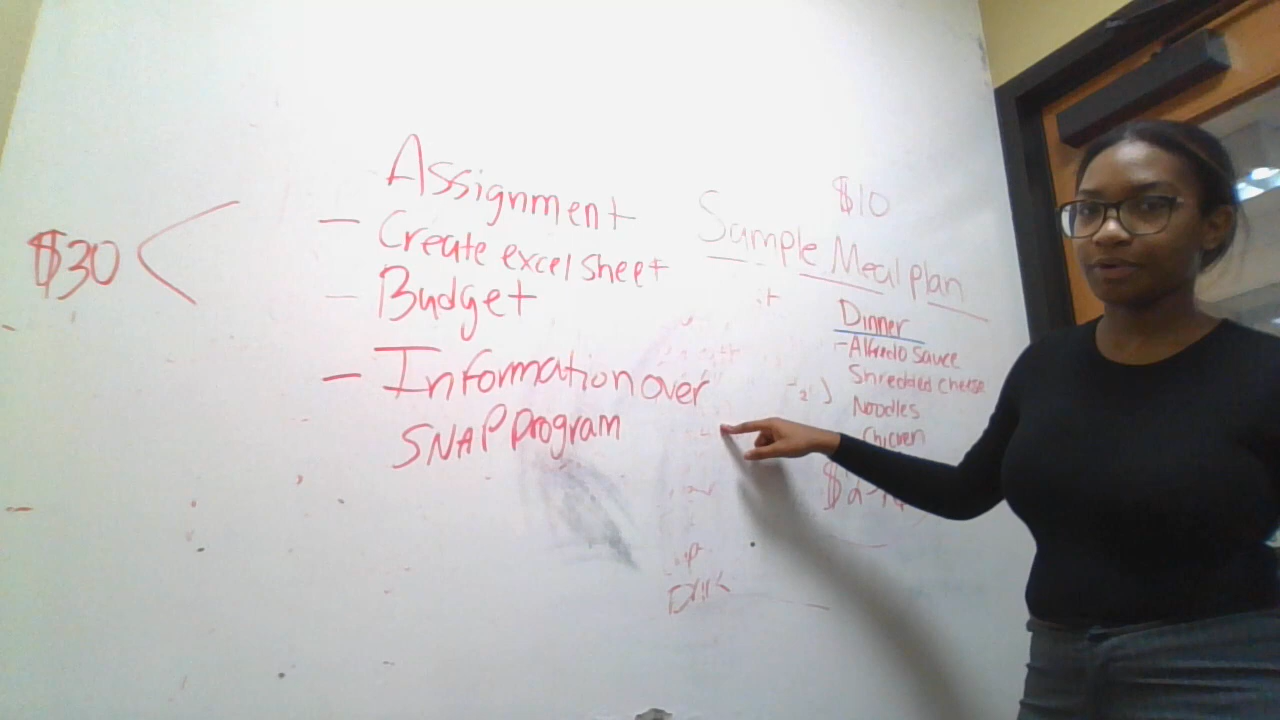 $30
Assignment
- Create excel sheet
- Budget
- Information over
SNAP program
$10
Sample Meal plan
Dinner
- Alfredo sauce
Shredded cheese
Noodles
Chicken